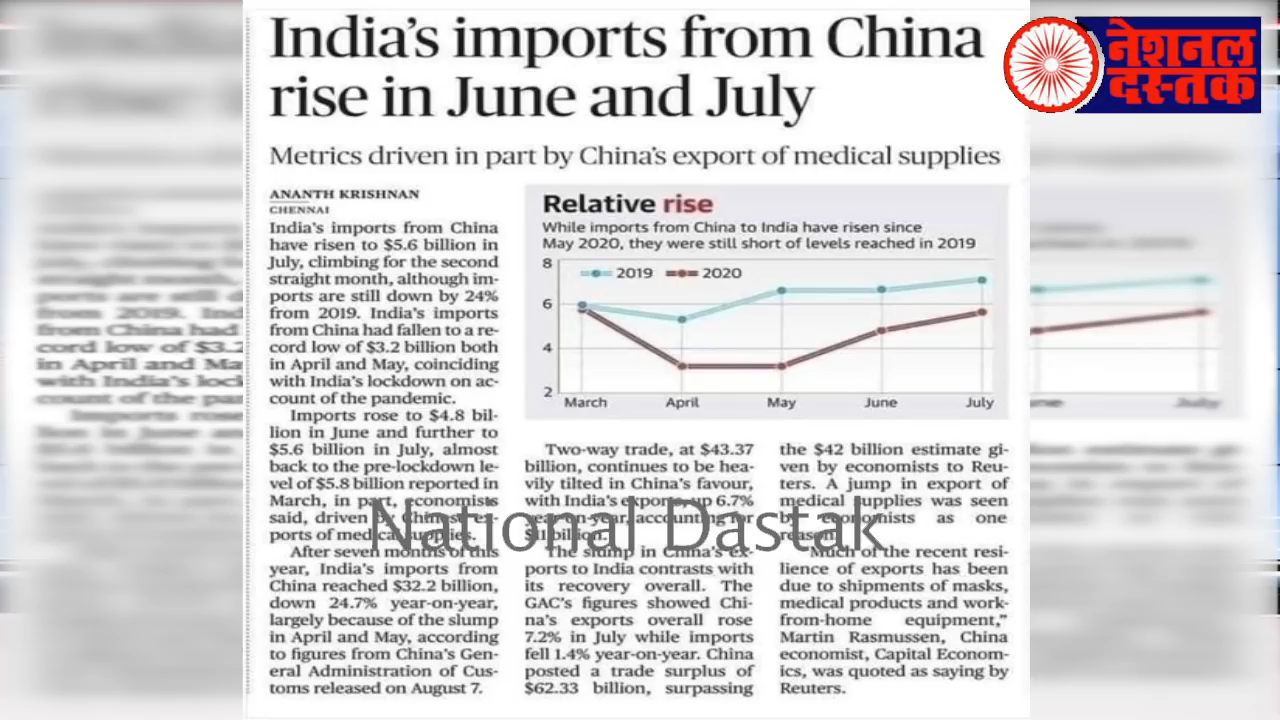 India's imports from China
rise in June and July
Metrics driven in part by China's export of medical supplies
नेशनल
दस्तक
ANANTH KRISHNAN
CHENNAI
India's imports from China
have risen to $5.6 billion in
July, climbing for the second
straight month, although im-
ports are still down by 24%
from 2019. India's imports
from China had fallen to a re-
cord low of $3.2 billion both
in April and May, coinciding
with India's lockdown on ac-
count of the pandemic.
Imports rose to $4.8 bil-
lion in June and further to
$5.6 billion in July, almost
back to the pre-lockdown le-
vel of $5.8 billion reported in
March, in part, economists
said, driven by Chinese ex-
ports of medical supplies.
After seven months of this
year, India's imports from
China reached $32.2 billion,
down 24.7% year-on-year,
largely because of the slump
in April and May, according
to figures from China's Gen-
eral Administration of Cus-
toms released on August 7.
Relative rise
While imports from China to India have risen since
May 2020, they were still short of levels reached in 2019
2019 2020
8
6
4
2
March April May June July
Two-way trade, at $43.37
billion, continues to be hea-
vily tilted in China's favour,
with India's exports, up 6.7%
year-on-year, accounting for
billion.
The slump in China's ex-
ports to India contrasts with
its recovery overall. The
GAC's figures showed Chi-
na's exports overall rose
7.2% in July while imports
fell 1.4% year-on-year. China
posted a trade surplus of
$62.33 billion, surpassing
the $42 billion estimate gi-
ven by economists to Reu-
ters. A jump in export of
medical supplies was seen
by economists as one
reason.
"Much of the recent resi-
lience of exports has been
due to shipments of masks,
medical products and work-
from-home equipment,"
Martin Rasmussen, China
economist, Capital Econom-
ics, was quoted as saying by
Reuters.
National Dastak